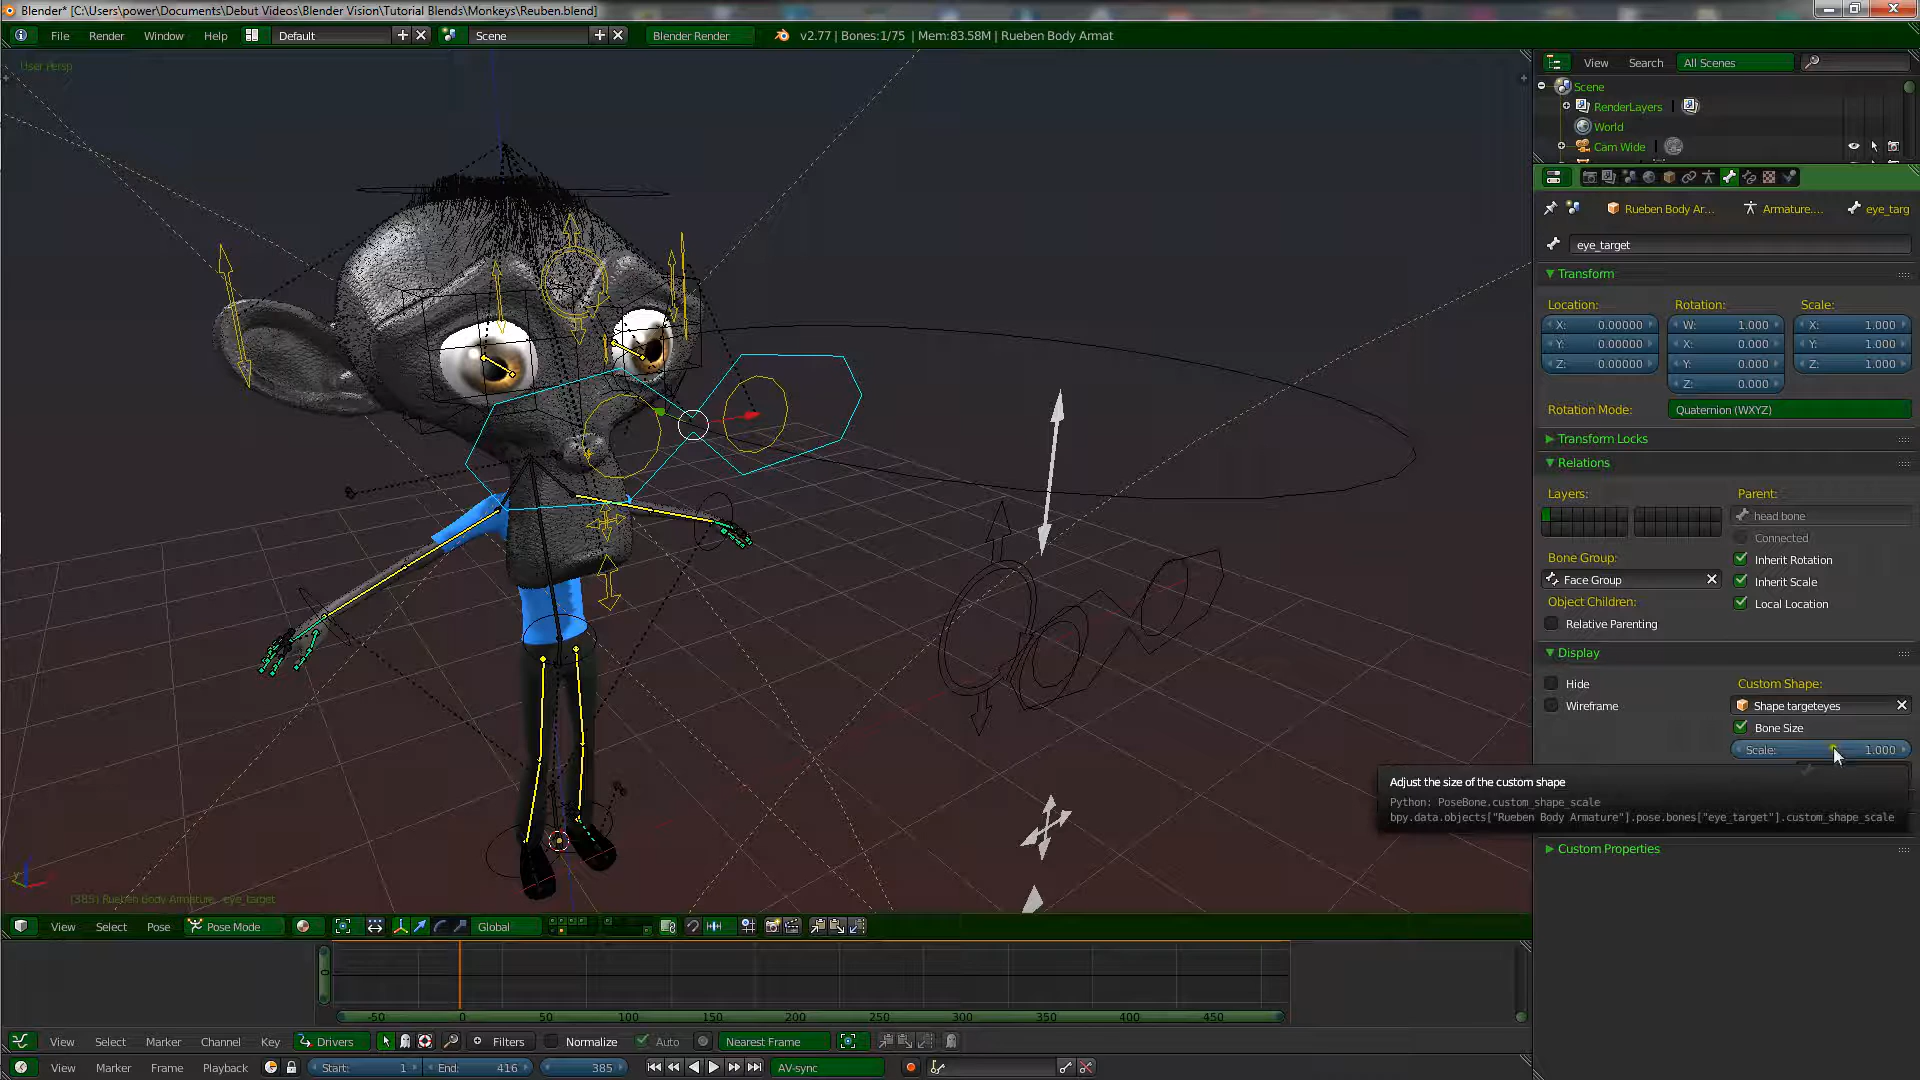 Blender* [C:\Users\power\Documents\Debut Videos\Blender Vision\Tutorial Blends\Monkeys\Reuben.blend]
File Render Window Help Default Scene Blender Render v2.77 | Bones:1/75 | Mem:83.58M | Rueben Body Armat
User Persp
View Search All Scenes
Scene
RenderLayers
World
Cam Wide
Rueben Body Ar... Armature.... eye_targ
eye_target
Transform
Location: Rotation: Scale:
X: 0.00000 W: 1.000 X: 1.000
Y: 0.00000 X: 0.000 Y: 1.000
Z: 0.00000 Y: 0.000 Z: 1.000
Z: 0.000
Rotation Mode: Quaternion (WXYZ)
Transform Locks
Relations
Layers: Parent:
head bone
Connected
Bone Group: Inherit Rotation
Face Group Inherit Scale
Object Children: Local Location
Relative Parenting
Display
Hide Custom Shape:
Wireframe Shape targeteyes
Bone Size
Scale: 1.000
Adjust the size of the custom shape
Python: PoseBone.custom_shape_scale
bpy.data.objects["Rueben Body Armature"].pose.bones["eye_target"].custom_shape_scale
Custom Properties
(385) Rueben Body Armature : eye_target
View Select Pose Pose Mode Global
-50 0 50 100 150 200 250 300 350 400 450
View Select Marker Channel Key Drivers Filters Normalize Auto Nearest Frame
View Marker Frame Playback Start: 1 End: 416 385 AV-sync